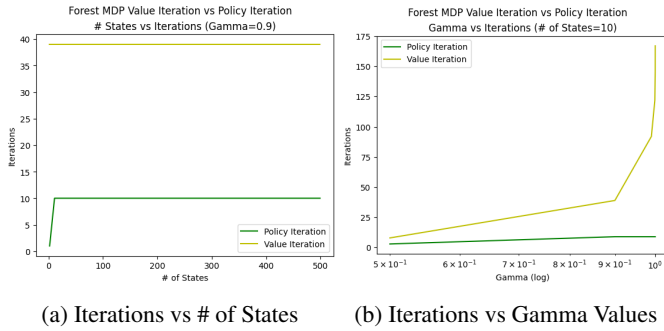 Forest MDP Value Iteration vs Policy Iteration
# States vs Iterations (Gamma=0.9)
40
35
30
25
20
15
10
5
0
Iterations
0 100 200 300 400 500
# of States
Policy Iteration
Value Iteration
(a) Iterations vs # of States
Forest MDP Value Iteration vs Policy Iteration
Gamma vs Iterations (# of States=10)
175
150
125
100
75
50
25
0
Iterations
Policy Iteration
Value Iteration
5 × 10⁻¹ 6 × 10⁻¹ 7 × 10⁻¹ 8 × 10⁻¹ 9 × 10⁻¹ 10⁰
Gamma (log)
(b) Iterations vs Gamma Values